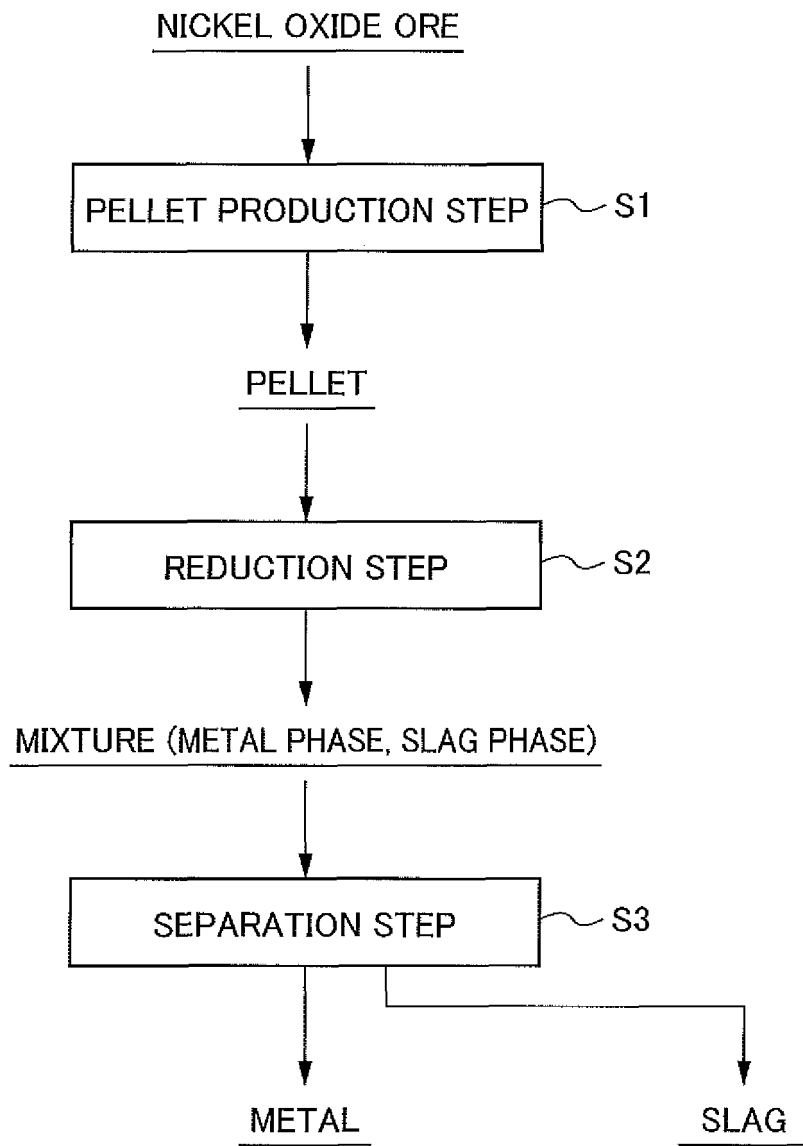 NICKEL OXIDE ORE
PELLET PRODUCTION STEP
S1
PELLET
REDUCTION STEP
S2
MIXTURE (METAL PHASE, SLAG PHASE)
SEPARATION STEP
S3
METAL
SLAG